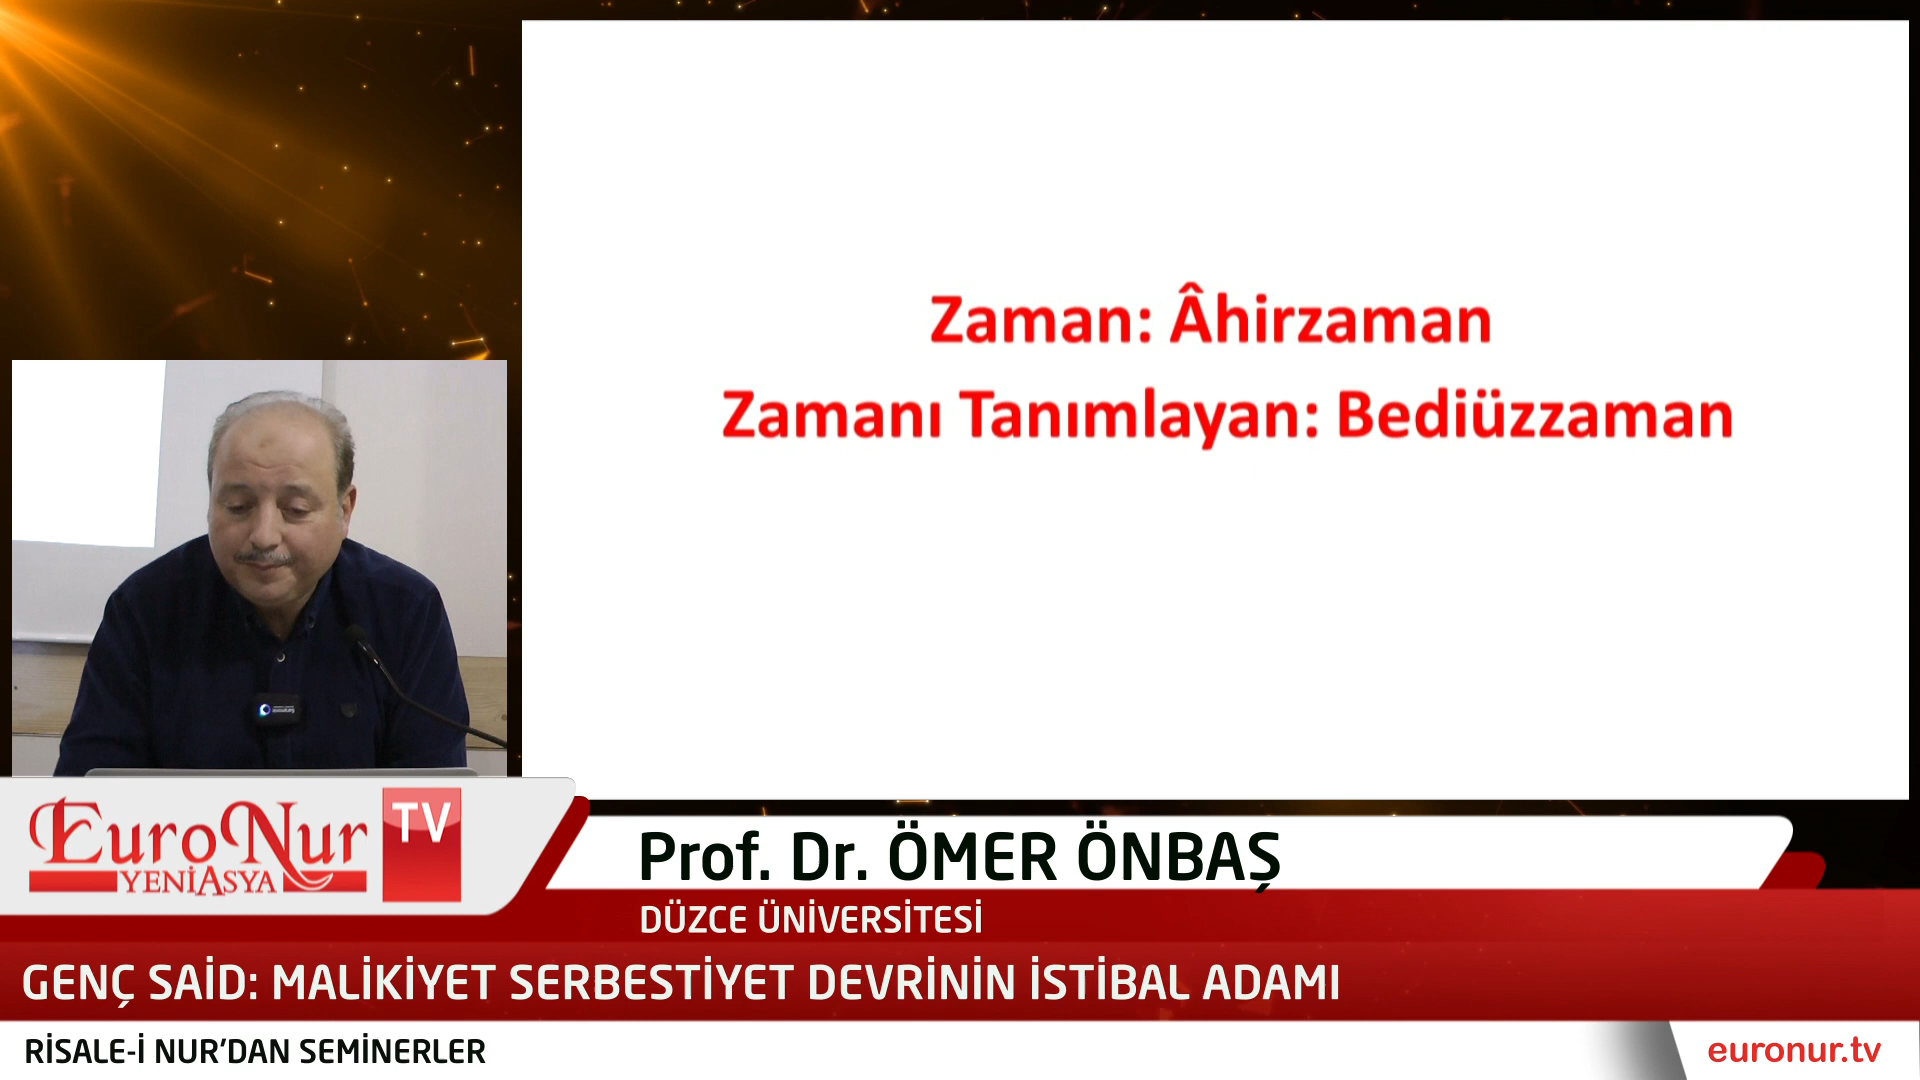 Zaman: Âhirzaman
Zamanı Tanımlayan: Bediüzzaman
EuroNur TV
YENİASYA
Prof. Dr. ÖMER ÖNBAŞ
DÜZCE ÜNİVERSİTESİ
GENÇ SAİD: MALİKİYET SERBESTİYET DEVRİNİN İSTİBAL ADAMI
RİSALE-İ NUR'DAN SEMİNERLER
euronur.tv